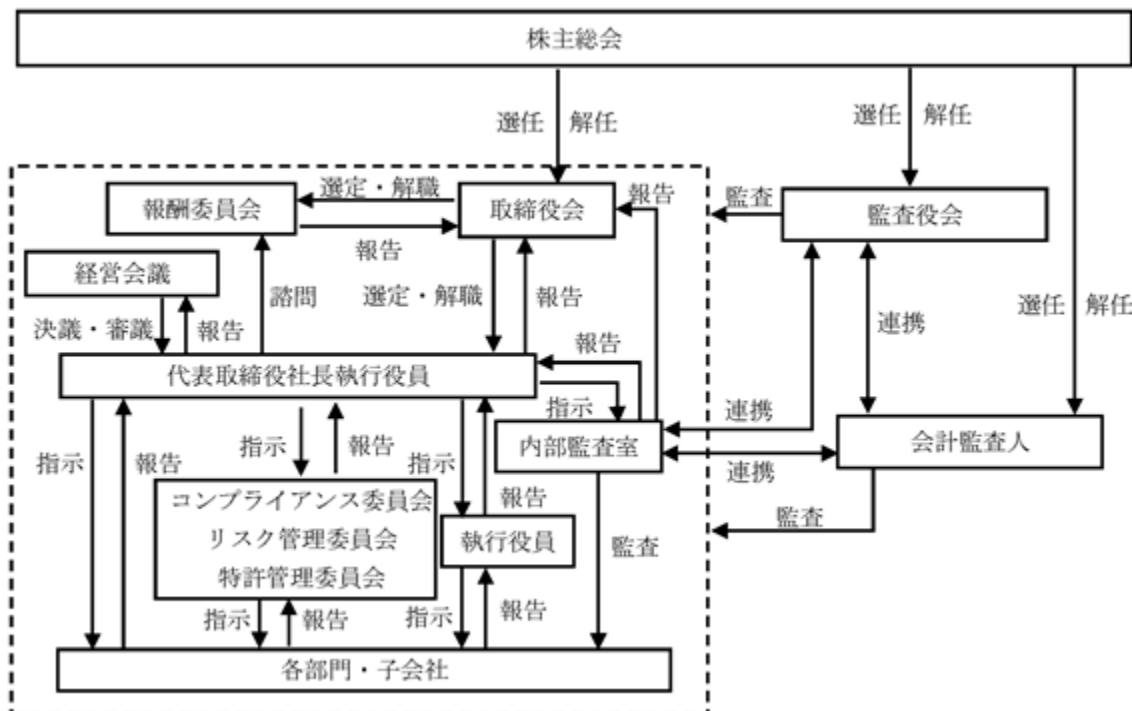 株主総会
選任 解任
選任 解任
選任 解任
報酬委員会
選定・解職
報告
取締役会
報告
監査
監査役会
経営会議
決議・審議
報告
諮問
選定・解職
報告
連携
代表取締役社長執行役員
報告
指示
内部監査室
連携
連携
会計監査人
監査
指示
報告
指示
報告
指示
報告
コンプライアンス委員会
リスク管理委員会
特許管理委員会
執行役員
監査
指示
報告
指示
報告
各部門・子会社